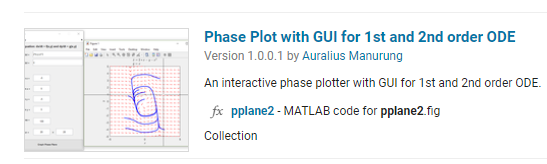 Phase Plot with GUI for 1st and 2nd order ODE
Version 1.0.0.1 by Auralius Manurung
An interactive phase plotter with GUI for 1st and 2nd order ODE.
fx pplane2 - MATLAB code for pplane2.fig
Collection